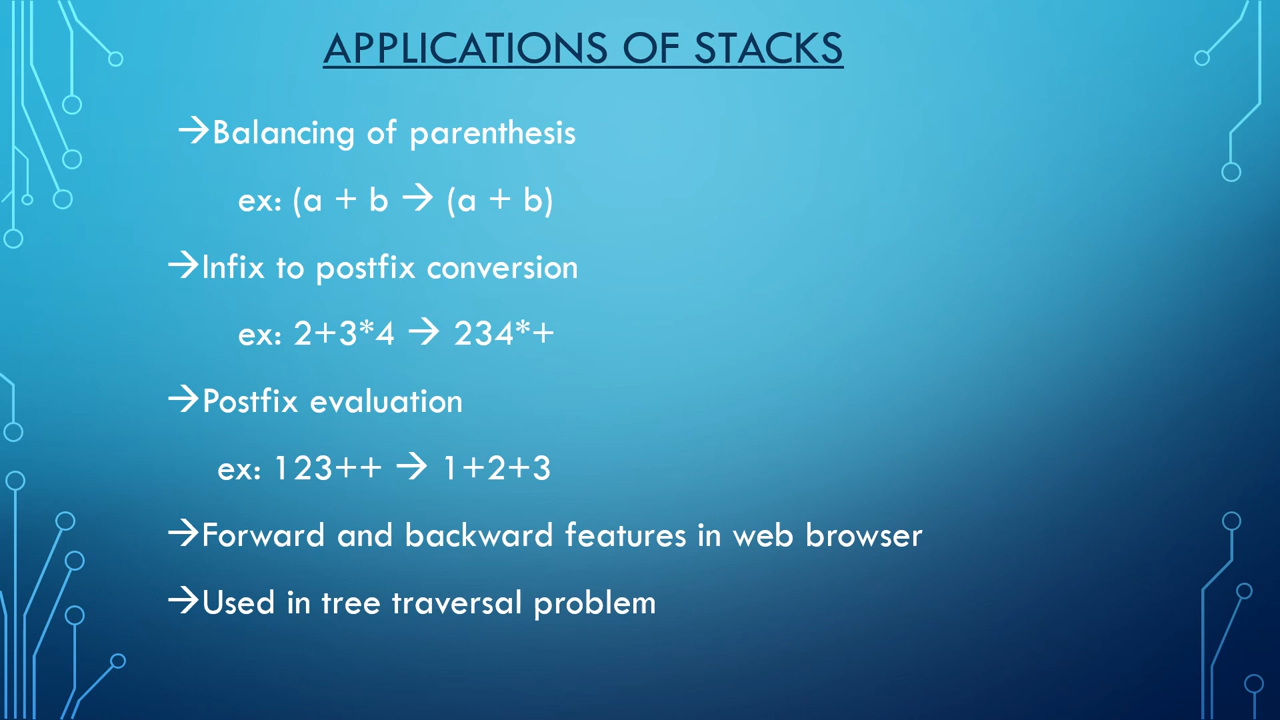 APPLICATIONS OF STACKS
→Balancing of parenthesis
ex: (a + b → (a + b)
→Infix to postfix conversion
ex: 2+3*4 → 234*+
→Postfix evaluation
ex: 123++ → 1+2+3
→Forward and backward features in web browser
→Used in tree traversal problem